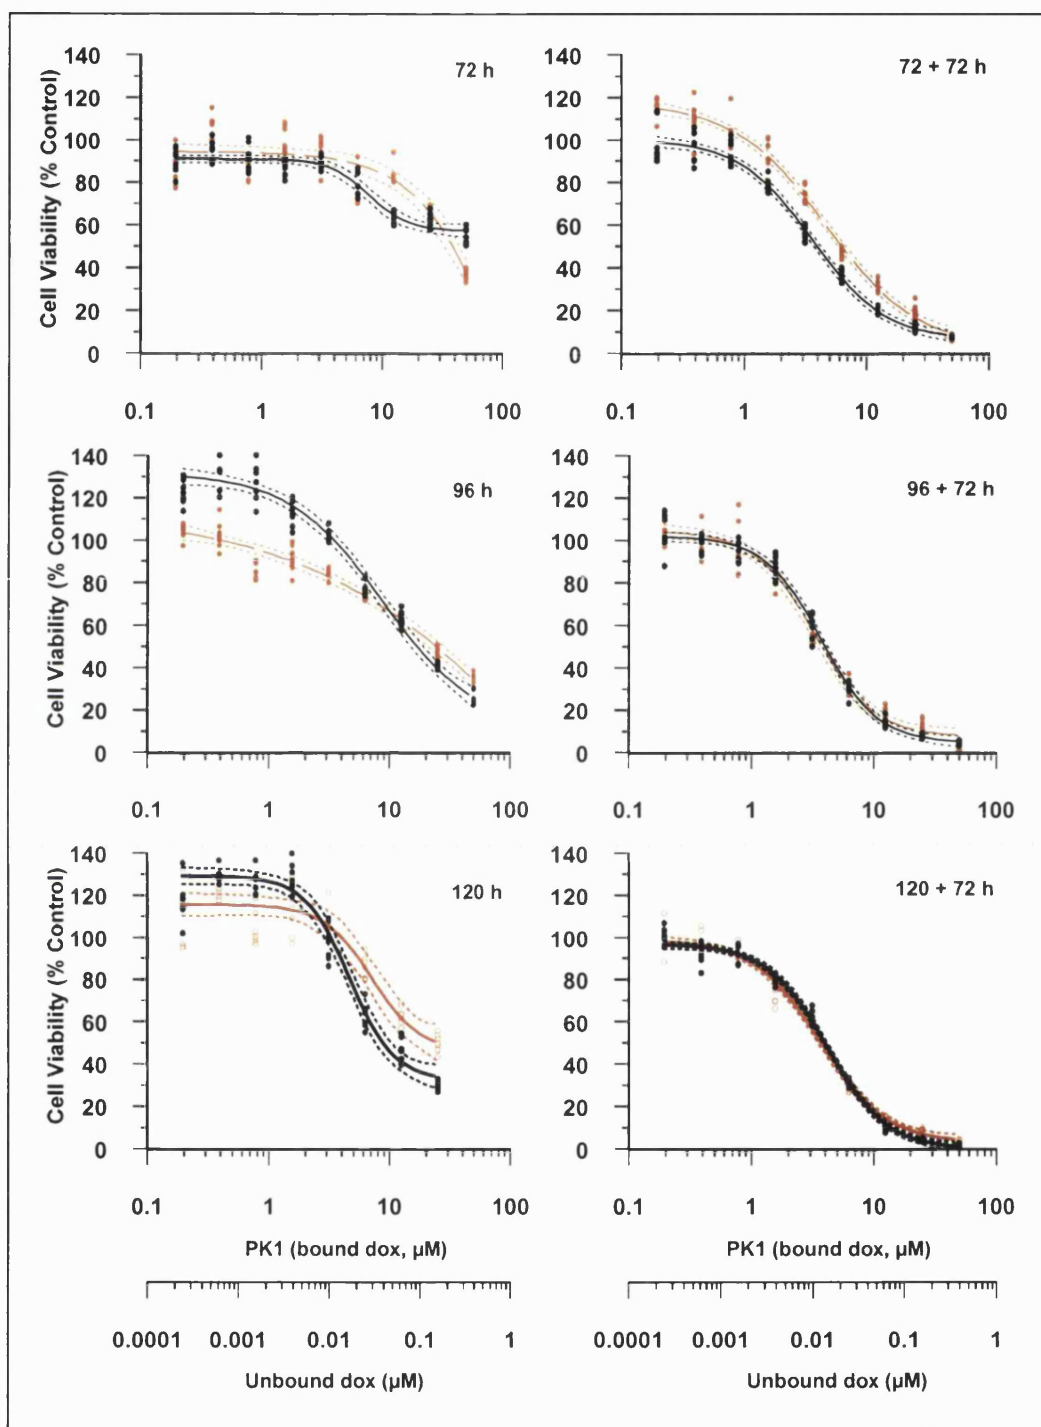 140
120
100
80
60
40
20
0
Cell Viability (% Control)
72 h
0.1 1 10 100
140
120
100
80
60
40
20
0
72 + 72 h
0.1 1 10 100
140
120
100
80
60
40
20
0
Cell Viability (% Control)
96 h
0.1 1 10 100
140
120
100
80
60
40
20
0
96 + 72 h
0.1 1 10 100
140
120
100
80
60
40
20
0
Cell Viability (% Control)
120 h
0.1 1 10 100
PK1 (bound dox, µM)
0.0001 0.001 0.01 0.1 1
Unbound dox (µM)
140
120
100
80
60
40
20
0
120 + 72 h
0.1 1 10 100
PK1 (bound dox, µM)
0.0001 0.001 0.01 0.1 1
Unbound dox (µM)